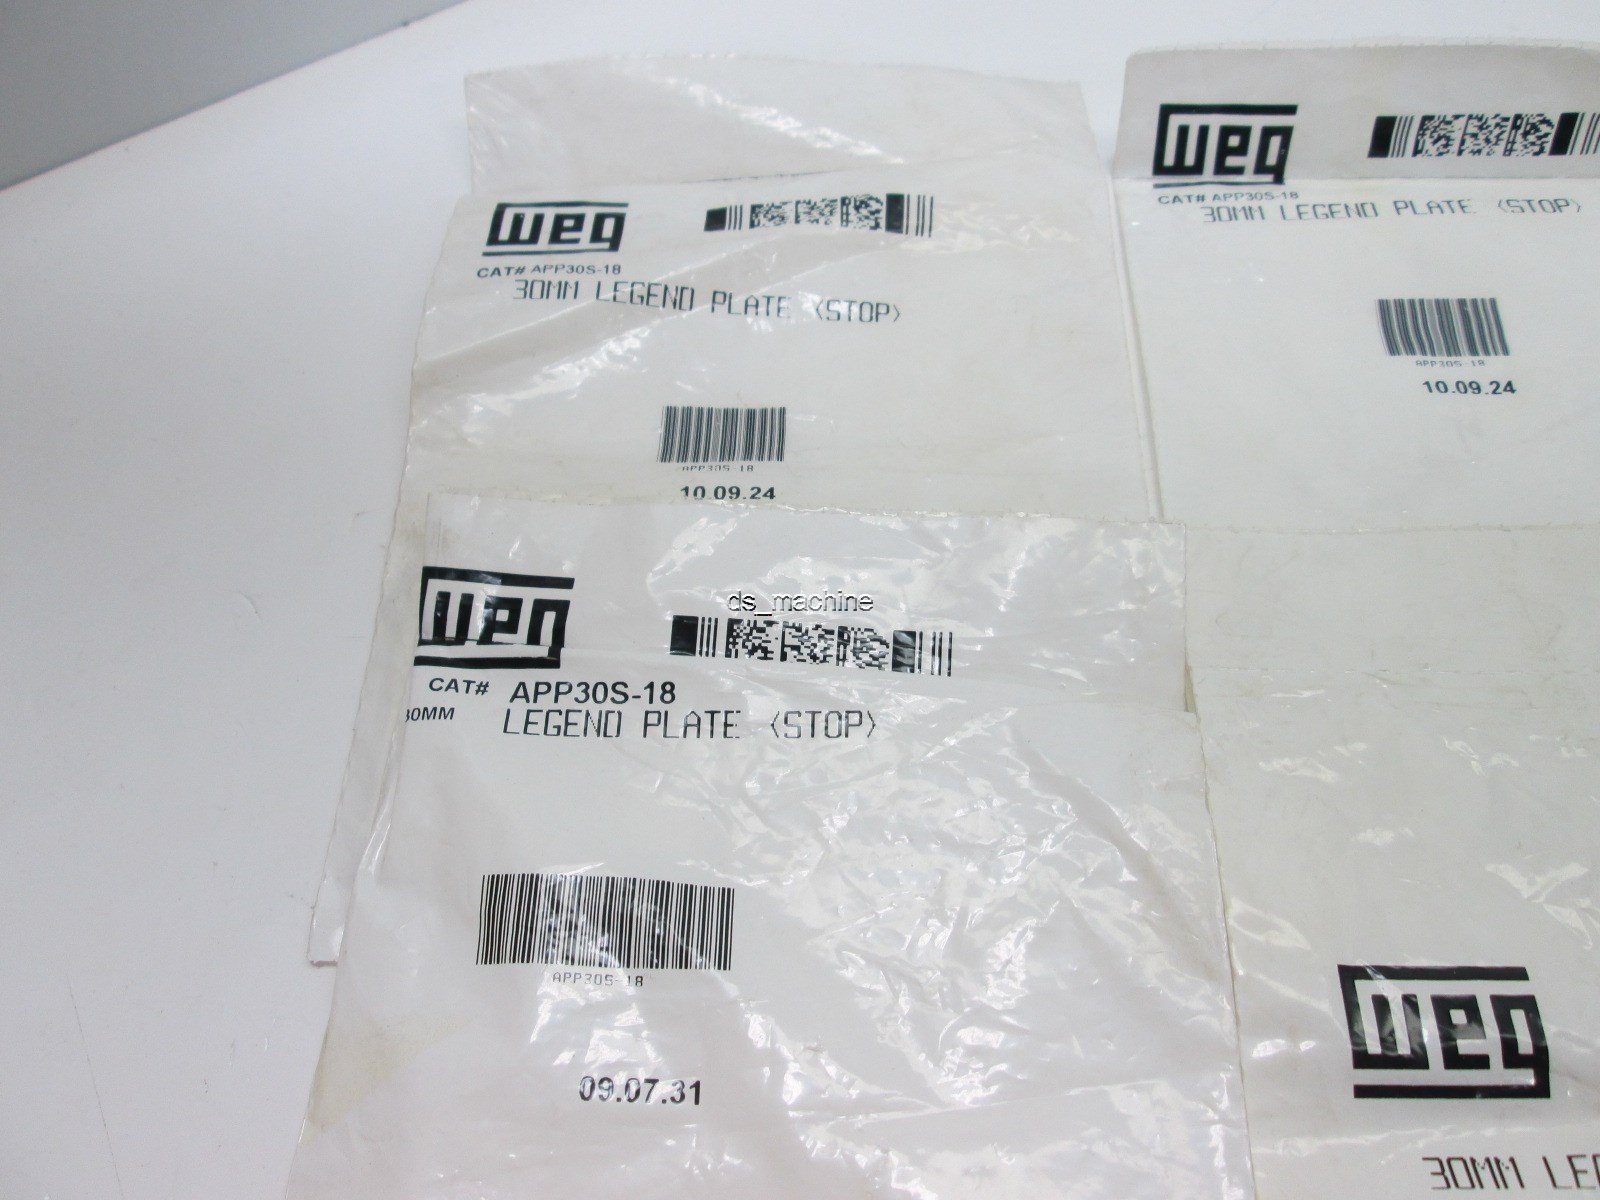 weg
CAT# APP30S-18
30MM LEGEND PLATE <STOP>
APP30S-18
10.09.24
weg
CAT# APP30S-18
30MM LEGEND PLATE <STOP>
APP30S-18
10.09.24
ds_machine
weg
CAT# APP30S-18
30MM LEGEND PLATE <STOP>
APP30S-18
09.07.31
weg
30MM LEG